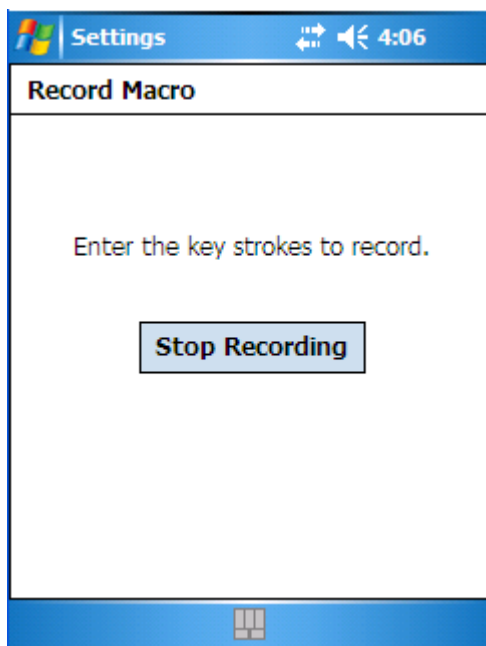 Settings 4:06
Record Macro
Enter the key strokes to record.
Stop Recording